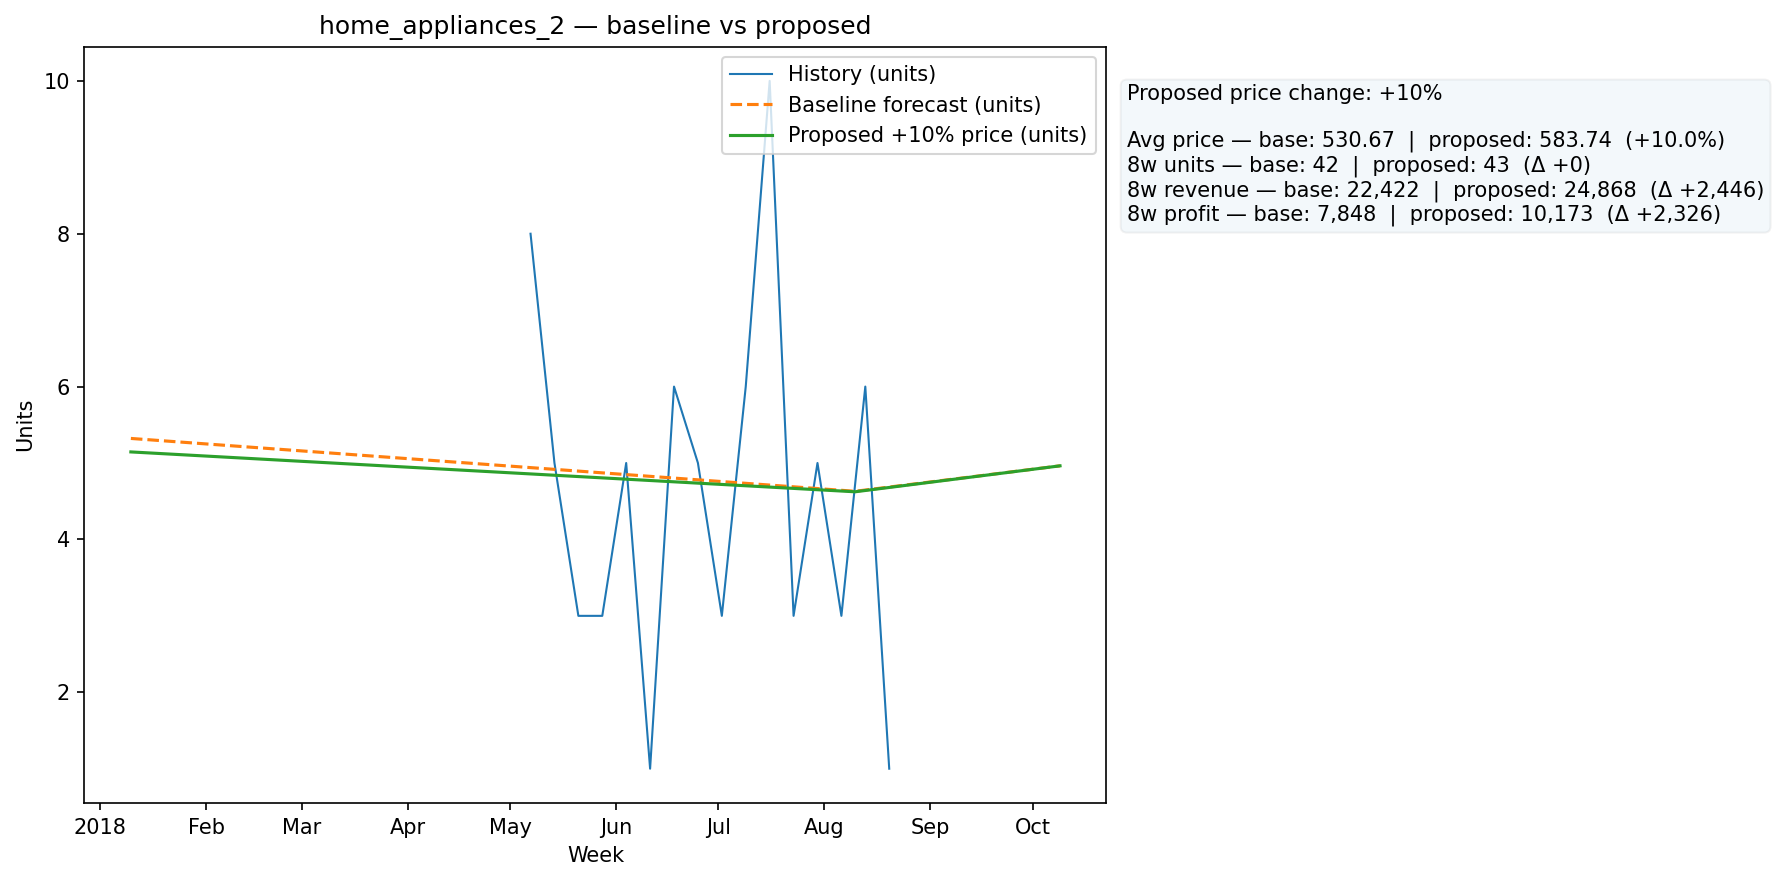 home_appliances_2 — baseline vs proposed
History (units)
Baseline forecast (units)
Proposed +10% price (units)
Proposed price change: +10%
Avg price — base: 530.67 | proposed: 583.74 (+10.0%)
8w units — base: 42 | proposed: 43 (Δ +0)
8w revenue — base: 22,422 | proposed: 24,868 (Δ +2,446)
8w profit — base: 7,848 | proposed: 10,173 (Δ +2,326)
Units
10
8
6
4
2
2018 Feb Mar Apr May Jun Jul Aug Sep Oct
Week